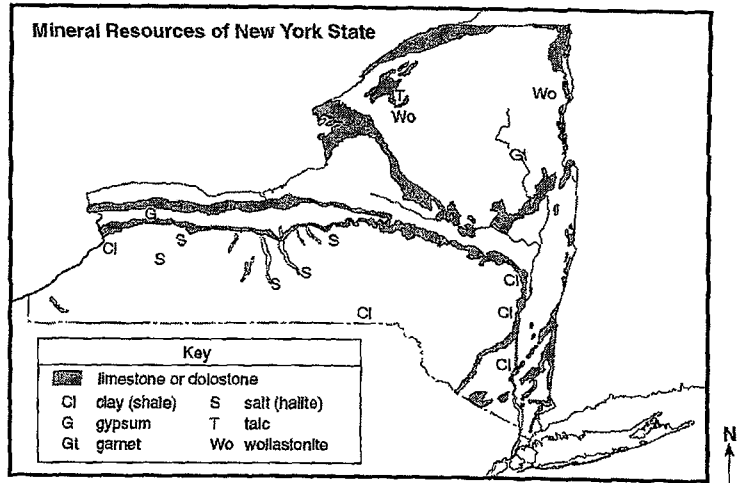 Mineral Resources of New York State
T
Wo
Wo
Gt
G
Cl
S
S
S
S
S
Cl
Cl
Cl
Cl
Key
limestone or dolostone
Cl clay (shale) S salt (halite)
G gypsum T talc
Gt garnet Wo wollastonite
N